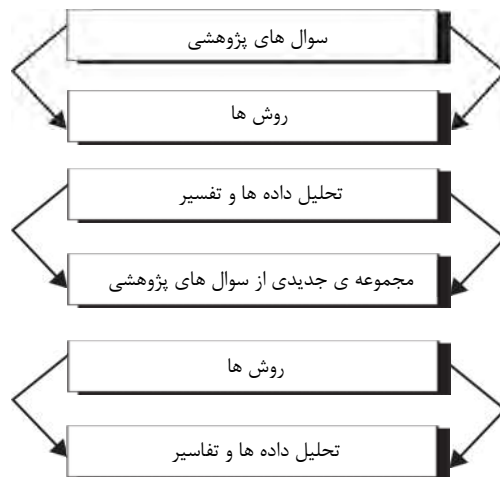 سوال های پژوهشی
روش ها
تحلیل داده ها و تفسیر
مجموعه ی جدیدی از سوال های پژوهشی
روش ها
تحلیل داده ها و تفاسیر